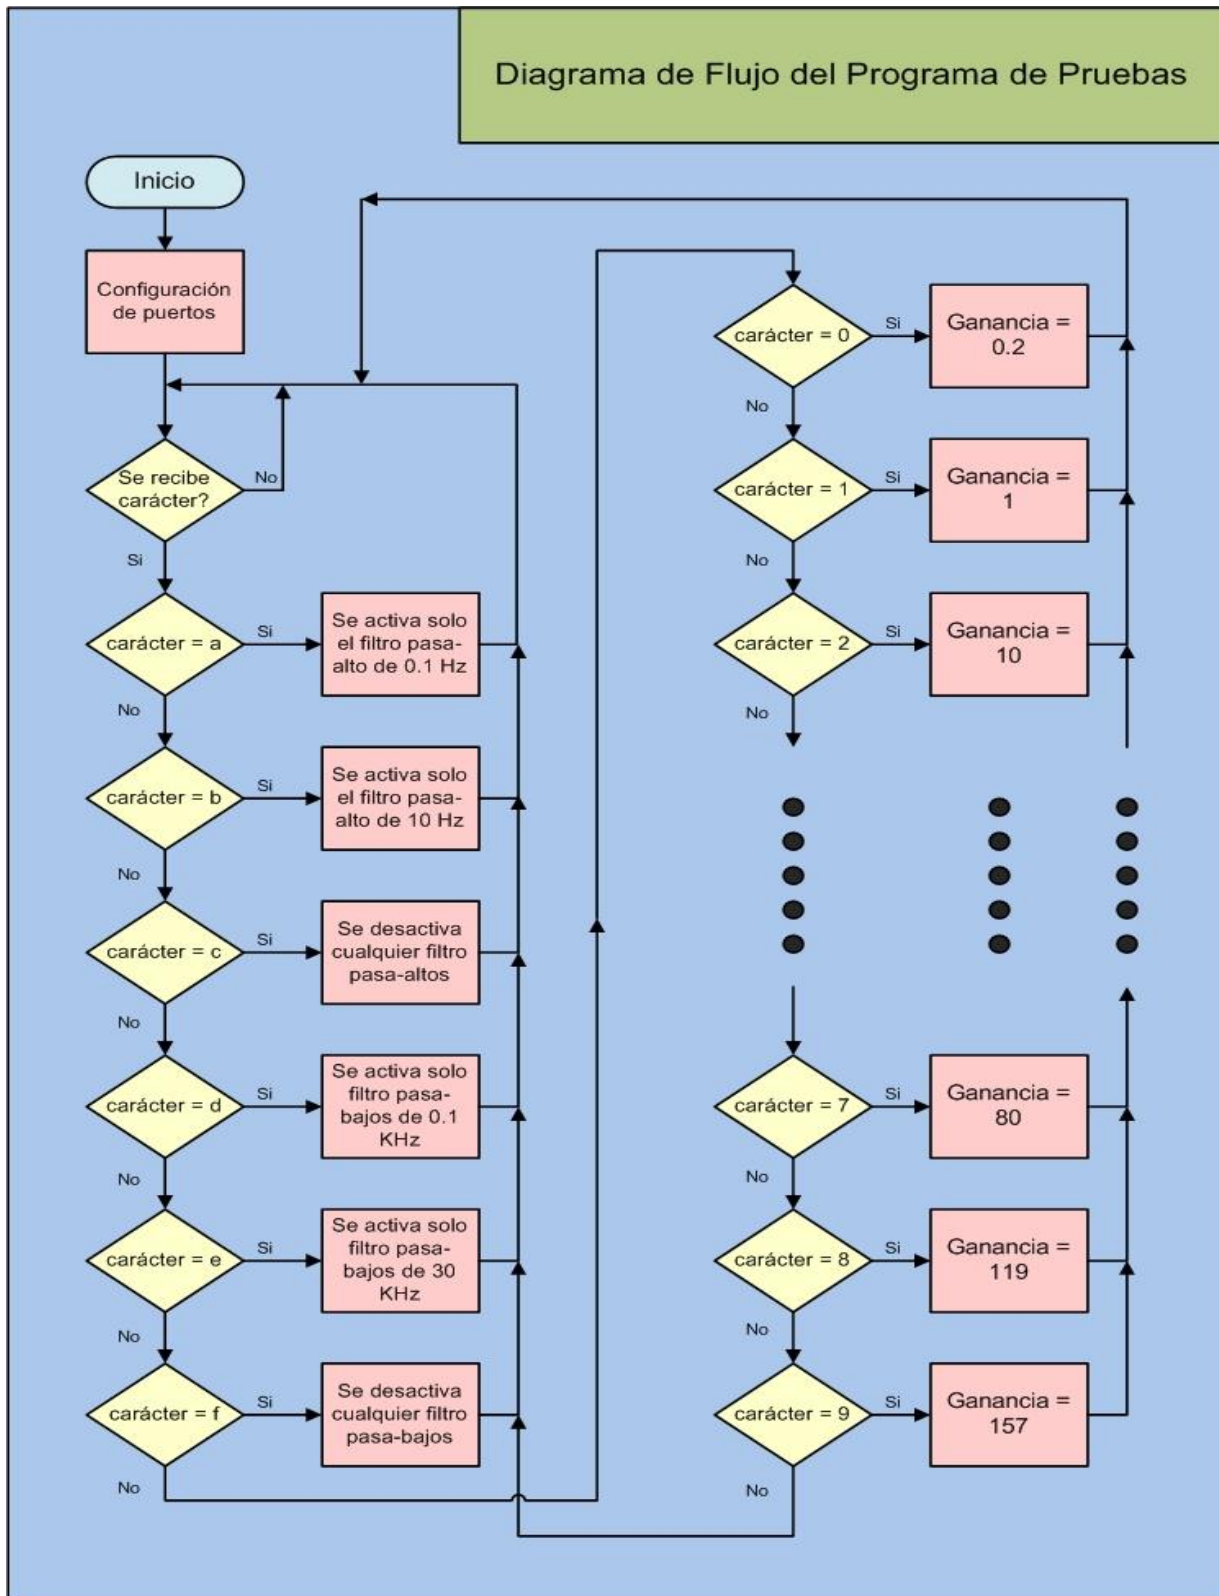 Diagrama de Flujo del Programa de Pruebas
Inicio
Configuración
de puertos
Se recibe
carácter?
No
Si
carácter = a
Si
Se activa solo
el filtro pasa-
alto de 0.1 Hz
No
carácter = b
Si
Se activa solo
el filtro pasa-
alto de 10 Hz
No
carácter = c
Si
Se desactiva
cualquier filtro
pasa-altos
No
carácter = d
Si
Se activa solo
filtro pasa-
bajos de 0.1
KHz
No
carácter = e
Si
Se activa solo
filtro pasa-
bajos de 30
KHz
No
carácter = f
Si
Se desactiva
cualquier filtro
pasa-bajos
No
carácter = 0
Si
Ganancia =
0.2
No
carácter = 1
Si
Ganancia =
1
No
carácter = 2
Si
Ganancia =
10
No
carácter = 7
Si
Ganancia =
80
No
carácter = 8
Si
Ganancia =
119
No
carácter = 9
Si
Ganancia =
157
No